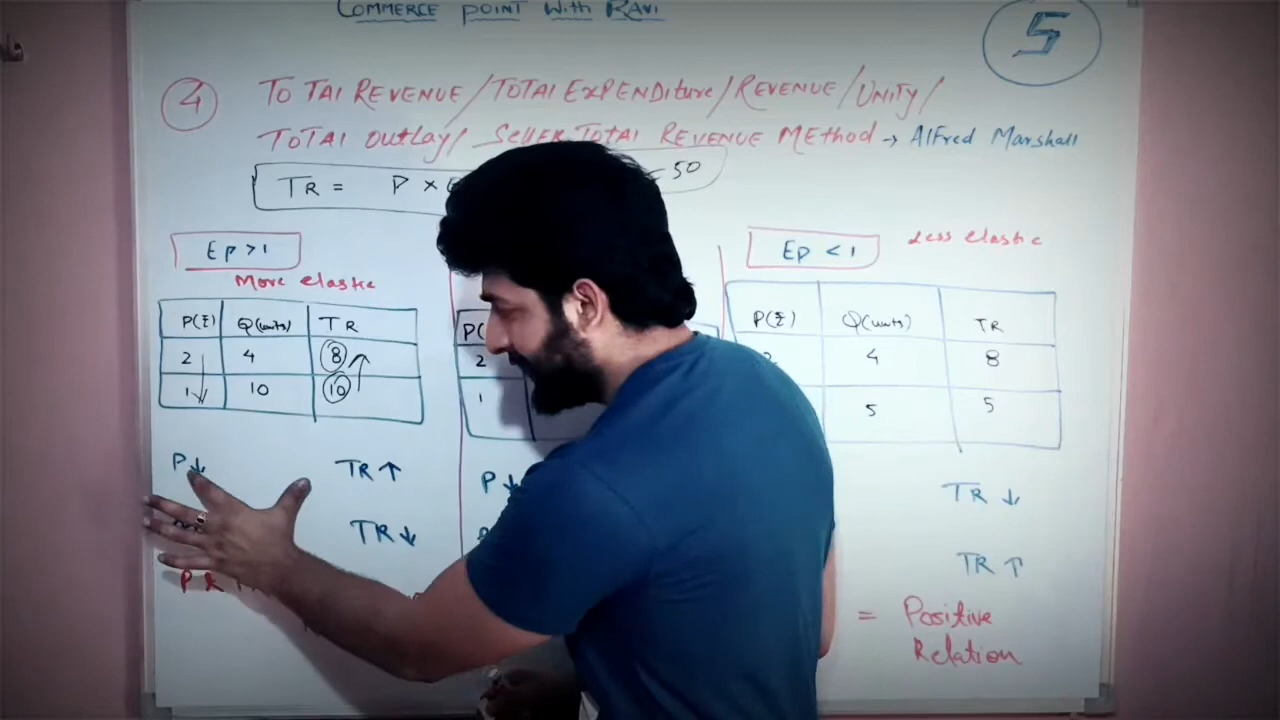 COMMERCE POINT WITH RAVI
5
4 TOTAl REVENUE/TOTAl EXPENDiture/REVENUE/UNiTY/
TOTAl OUTLAY/ SELLER TOTAl REVENUE METHOD → Alfred Marshall
TR = P ×
= 50
Ep > 1
More elastic
P(₹) Q(units) TR
2 4 8
1 10 10
P↓ TR↑
TR↓
P &
P(
2
1
P↓
Ep < 1
Less elastic
P(₹) Q(units) TR
2 4 8
5 5
TR↓
TR↑
= Positive
Relation